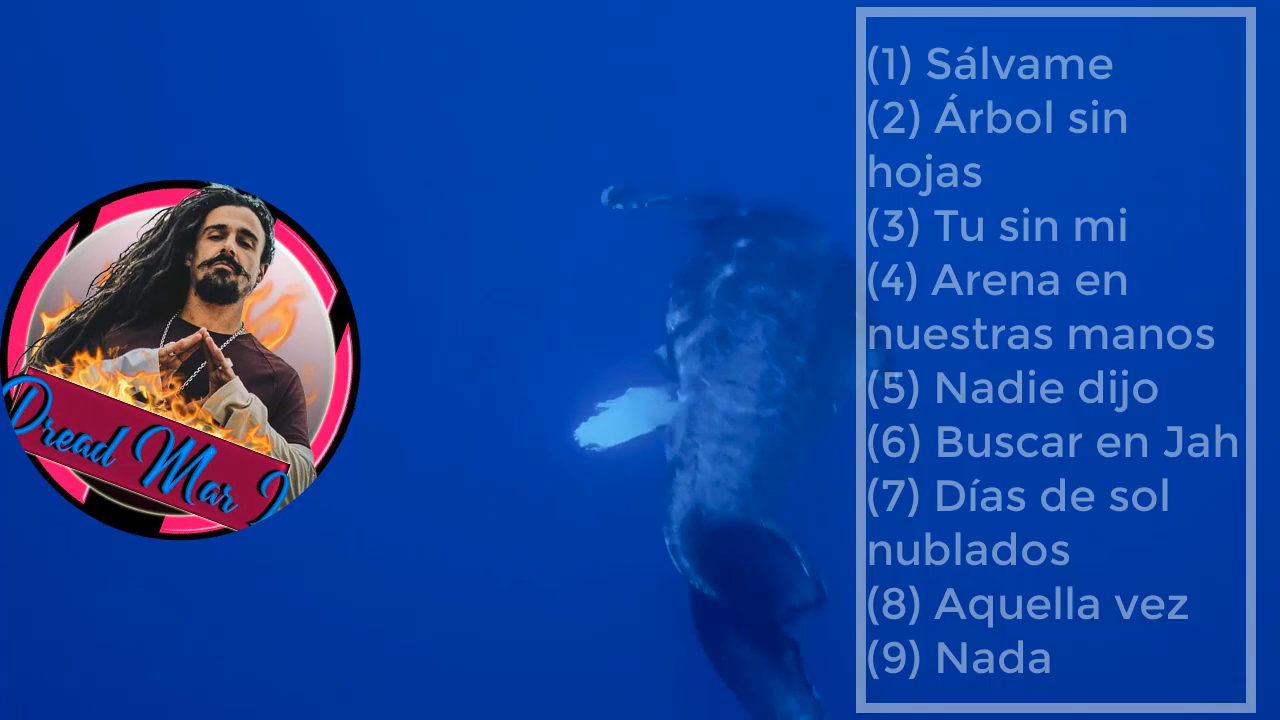 (1) Sálvame
(2) Árbol sin
hojas
(3) Tu sin mi
(4) Arena en
nuestras manos
(5) Nadie dijo
(6) Buscar en Jah
(7) Días de sol
nublados
(8) Aquella vez
(9) Nada
Dread Mar